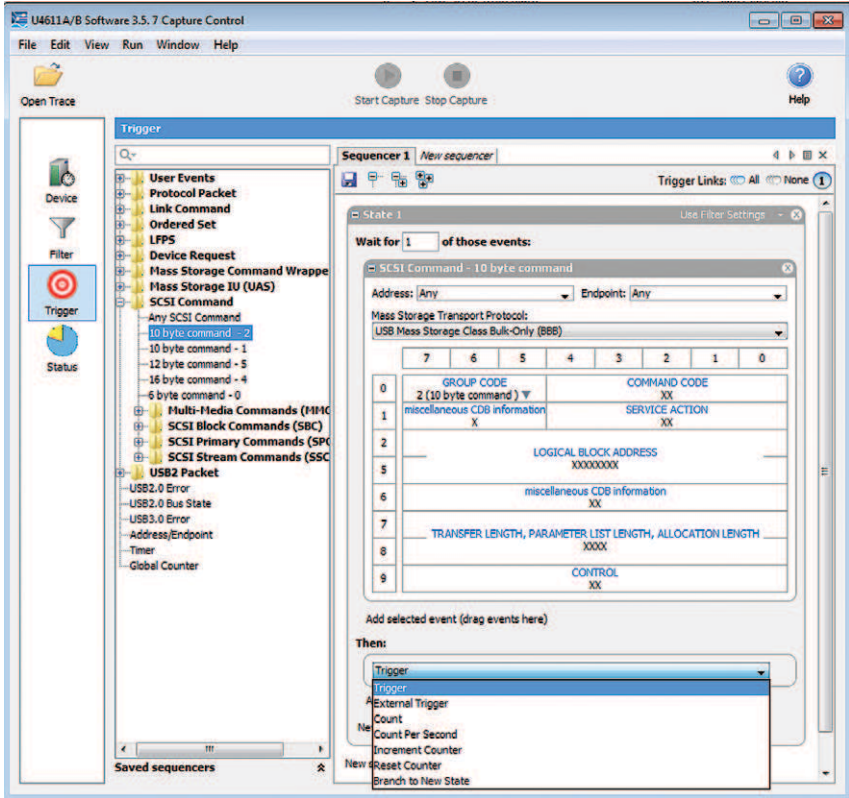 U4611A/B Software 3.5.7 Capture Control
File Edit View Run Window Help
Open Trace
Start Capture Stop Capture
Help
Device
Filter
Trigger
Status
Trigger
User Events
Protocol Packet
Link Command
Ordered Set
LFPS
Device Request
Mass Storage Command Wrappe
Mass Storage IU (UAS)
SCSI Command
Any SCSI Command
10 byte command - 2
10 byte command - 1
12 byte command - 5
16 byte command - 4
6 byte command - 0
Multi-Media Commands (MMC
SCSI Block Commands (SBC)
SCSI Primary Commands (SPC
SCSI Stream Commands (SSC
USB2 Packet
USB2.0 Error
USB2.0 Bus State
USB3.0 Error
Address/Endpoint
Timer
Global Counter
Saved sequencers
Sequencer 1 New sequencer
Trigger Links: All None 1
State 1 Use Filter Settings
Wait for 1 of those events:
SCSI Command - 10 byte command
Address: Any Endpoint: Any
Mass Storage Transport Protocol:
USB Mass Storage Class Bulk-Only (BBB)
7 6 5 4 3 2 1 0
0 GROUP CODE COMMAND CODE
2 (10 byte command ) XX
1 miscellaneous CDB information SERVICE ACTION
X XX
2
LOGICAL BLOCK ADDRESS
XXXXXXXX
5
6 miscellaneous CDB information
XX
7
TRANSFER LENGTH, PARAMETER LIST LENGTH, ALLOCATION LENGTH
XXXX
8
9 CONTROL
XX
Add selected event (drag events here)
Then:
Trigger
Trigger
External Trigger
Count
Count Per Second
Increment Counter
Reset Counter
Branch to New State